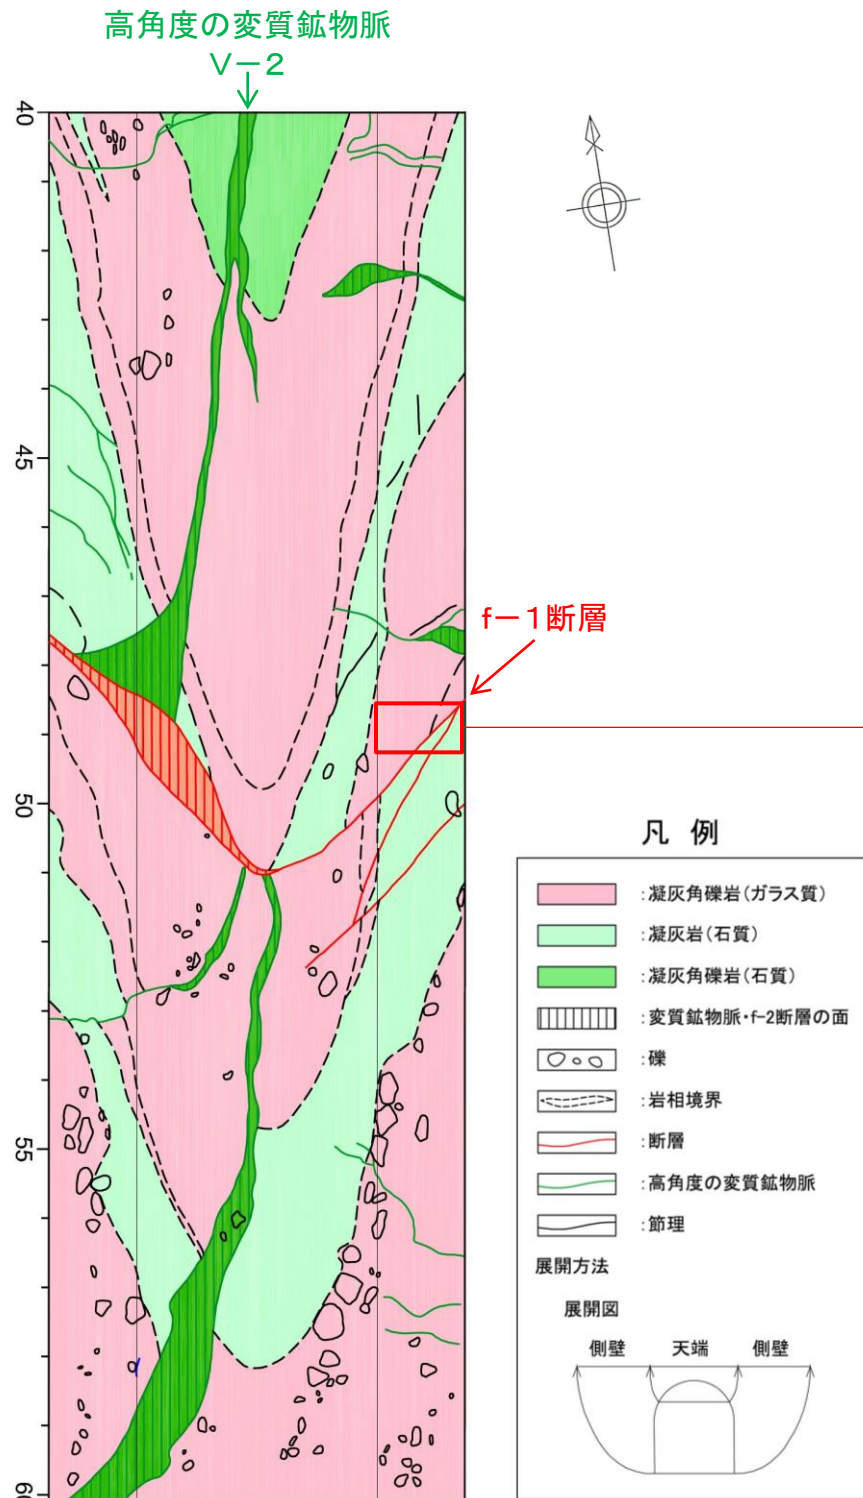 高角度の変質鉱物脈
V-2
40
45
f-1断層
50
凡 例
:凝灰角礫岩(ガラス質)
:凝灰岩(石質)
:凝灰角礫岩(石質)
:変質鉱物脈・f-2断層の面
:礫
:岩相境界
:断層
55
:高角度の変質鉱物脈
:節理
展開方法
展開図
側壁 天端 側壁
60